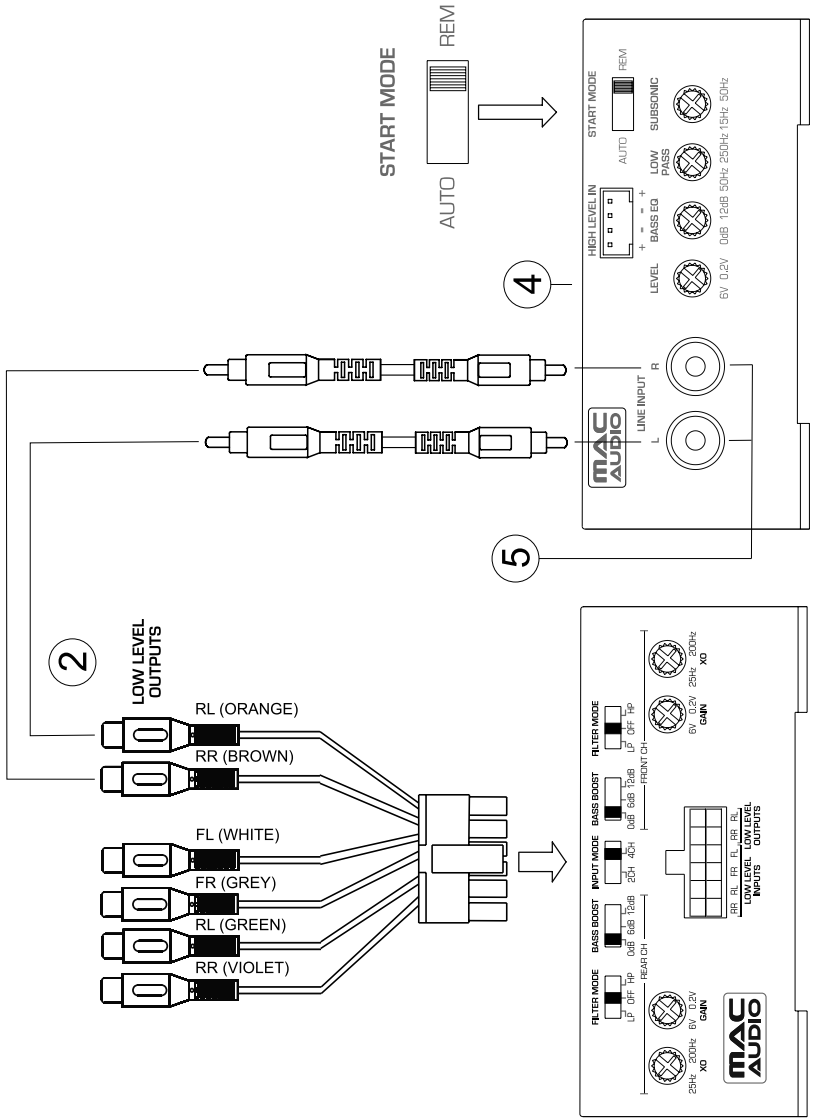 START MODE
AUTO
REM
2
LOW LEVEL
OUTPUTS
RL (ORANGE)
RR (BROWN)
FL (WHITE)
FR (GREY)
RL (GREEN)
RR (VIOLET)
4
5
MAC
AUDIO
LINE INPUT
L
R
LEVEL
6V 0.2V
HIGH LEVEL IN
+ - - +
BASS EQ
0dB 12dB
LOW
PASS
50Hz 250Hz
START MODE
AUTO
REM
SUBSONIC
15Hz 50Hz
FILTER MODE
LP OFF HP
BASS BOOST
0dB 6dB 12dB
INPUT MODE
2CH 4CH
BASS BOOST
0dB 6dB 12dB
FILTER MODE
LP OFF HP
REAR CH
FRONT CH
25Hz 200Hz
XO
6V 0.2V
GAIN
6V 0.2V
GAIN
25Hz 200Hz
XO
MAC
AUDIO
RR RL FR FL RR RL
LOW LEVEL
INPUTS
LOW LEVEL
OUTPUTS